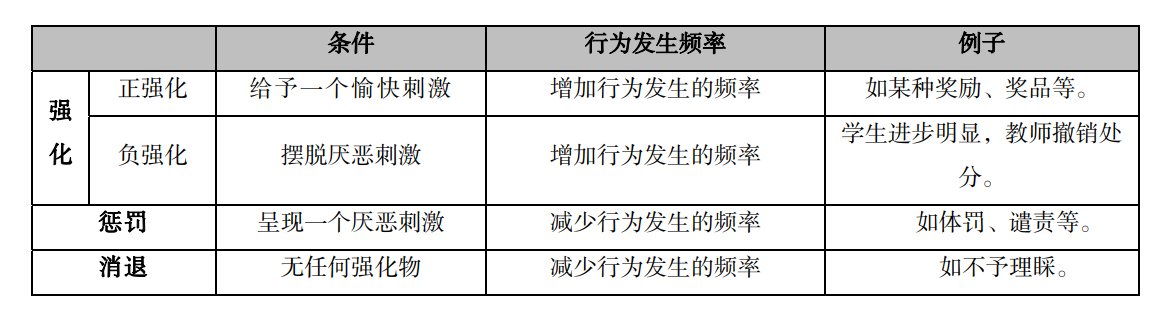 条件 行为发生频率 例子
强化 正强化 给予一个愉快刺激 增加行为发生的频率 如某种奖励、奖品等。
负强化 摆脱厌恶刺激 增加行为发生的频率 学生进步明显，教师撤销处
分。
惩罚 呈现一个厌恶刺激 减少行为发生的频率 如体罚、谴责等。
消退 无任何强化物 减少行为发生的频率 如不予理睬。